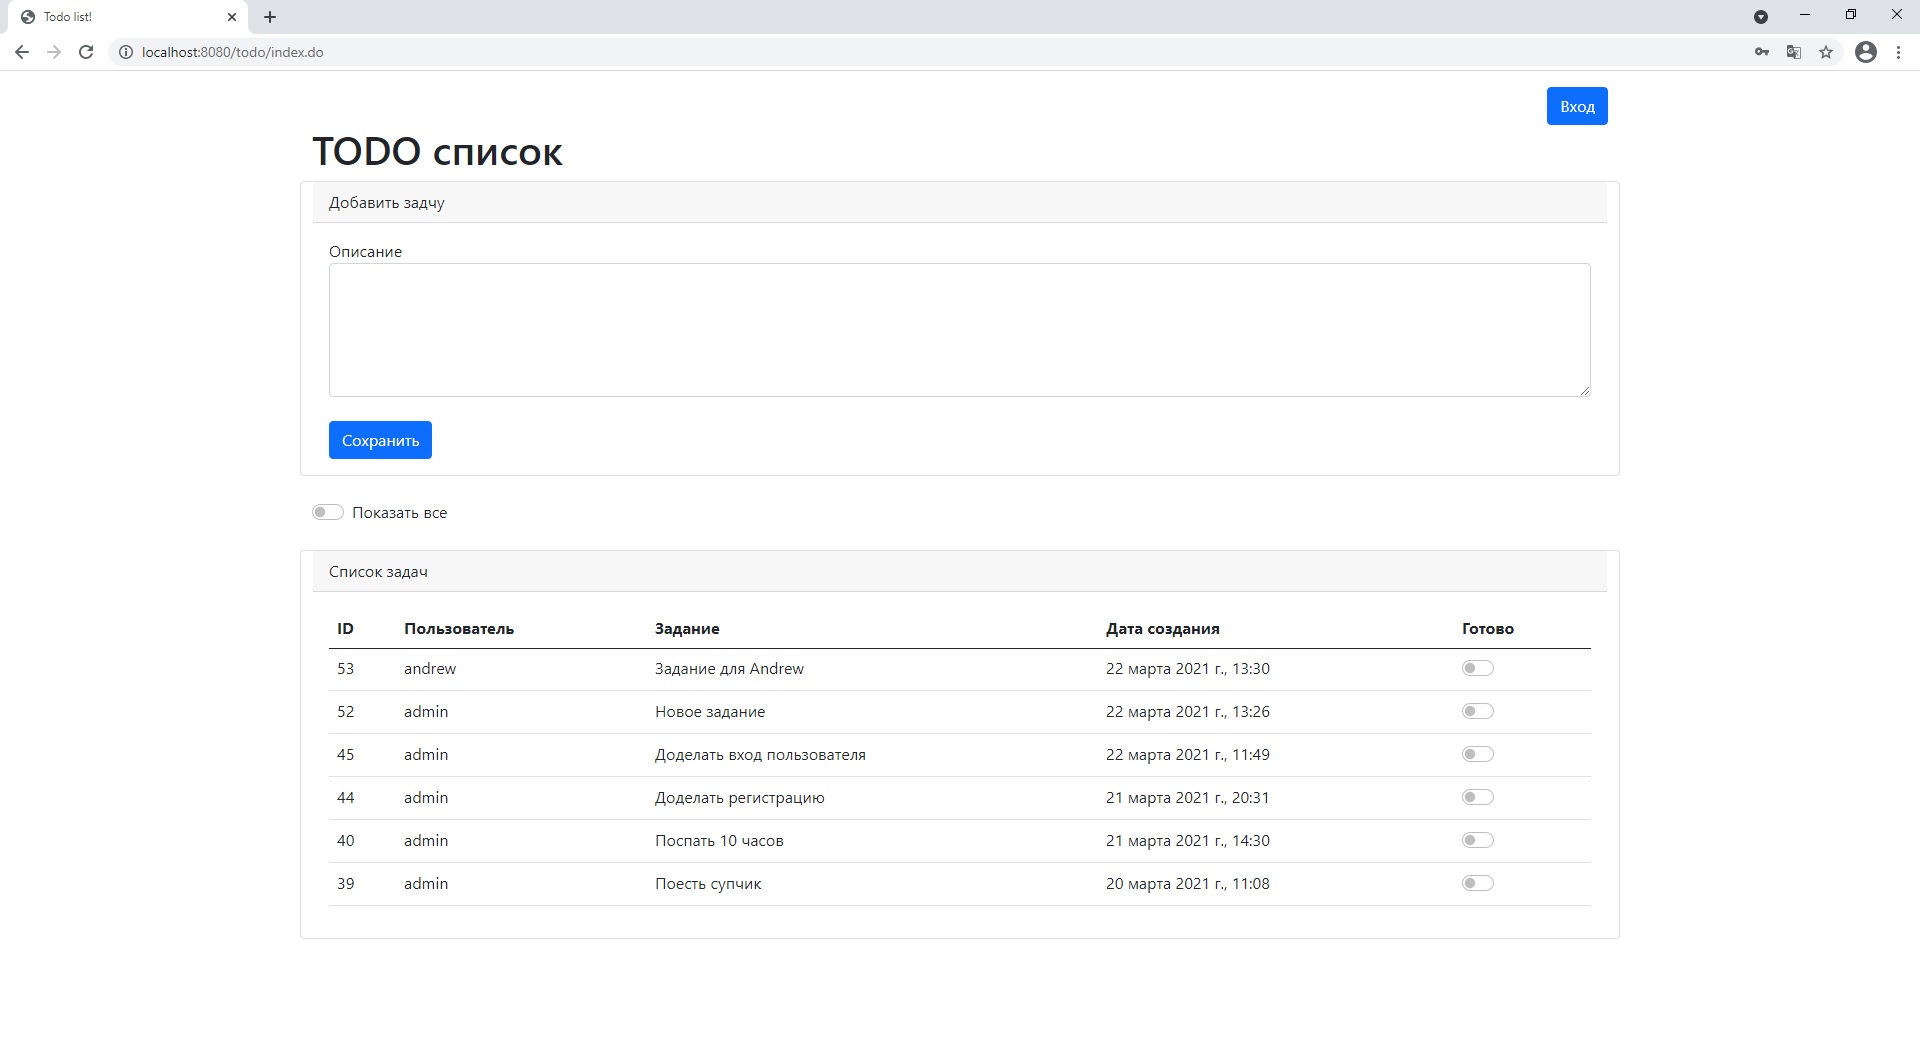 Todo list!
localhost:8080/todo/index.do
Вход
TODO список
Добавить задчу
Описание
Сохранить
Показать все
Список задач
ID Пользователь Задание Дата создания Готово
53 andrew Задание для Andrew 22 марта 2021 г., 13:30
52 admin Новое задание 22 марта 2021 г., 13:26
45 admin Доделать вход пользователя 22 марта 2021 г., 11:49
44 admin Доделать регистрацию 21 марта 2021 г., 20:31
40 admin Поспать 10 часов 21 марта 2021 г., 14:30
39 admin Поесть супчик 20 марта 2021 г., 11:08